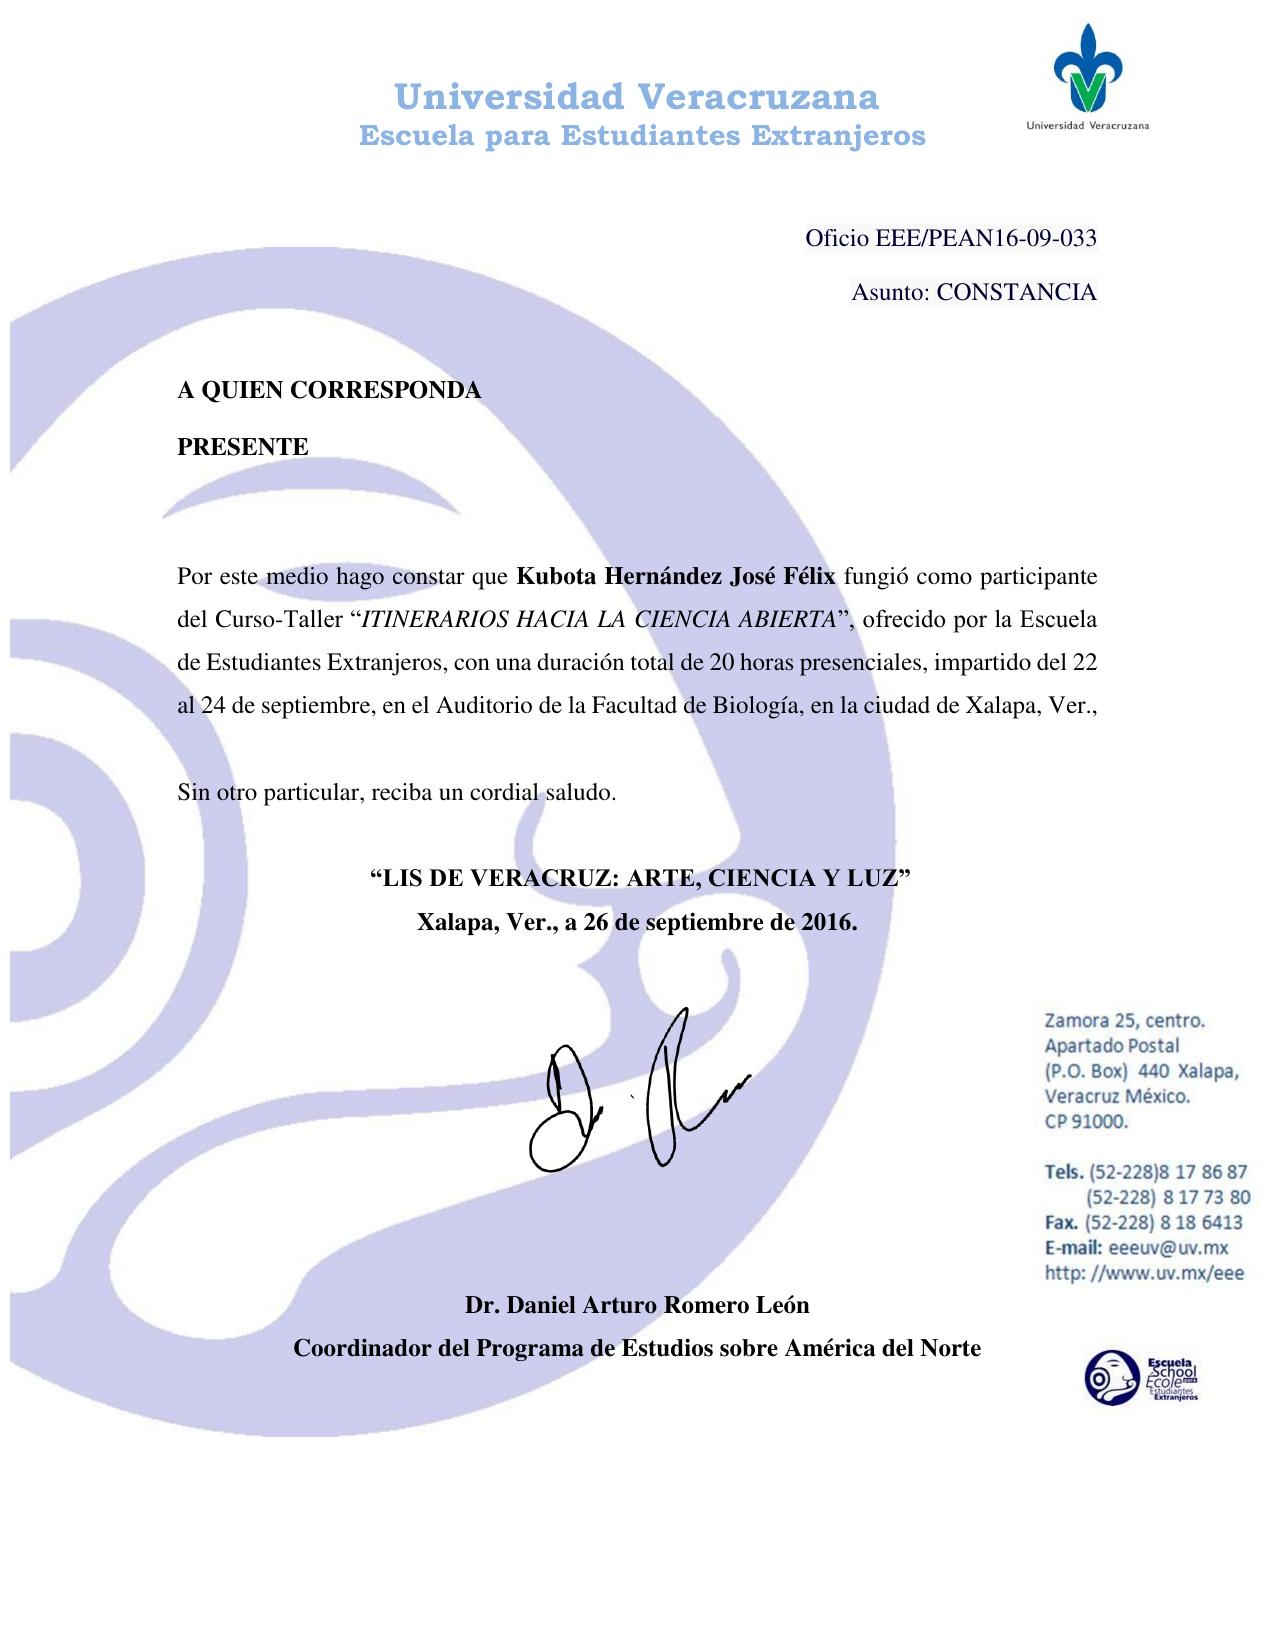 Universidad Veracruzana
Escuela para Estudiantes Extranjeros
Universidad Veracruzana
Oficio EEE/PEAN16-09-033
Asunto: CONSTANCIA
A QUIEN CORRESPONDA
PRESENTE
Por este medio hago constar que Kubota Hernández José Félix fungió como participante
del Curso-Taller “ITINERARIOS HACIA LA CIENCIA ABIERTA”, ofrecido por la Escuela
de Estudiantes Extranjeros, con una duración total de 20 horas presenciales, impartido del 22
al 24 de septiembre, en el Auditorio de la Facultad de Biología, en la ciudad de Xalapa, Ver.,
Sin otro particular, reciba un cordial saludo.
“LIS DE VERACRUZ: ARTE, CIENCIA Y LUZ”
Xalapa, Ver., a 26 de septiembre de 2016.
Zamora 25, centro.
Apartado Postal
(P.O. Box) 440 Xalapa,
Veracruz México.
CP 91000.
Tels. (52-228)8 17 86 87
(52-228) 8 17 73 80
Fax. (52-228) 8 18 6413
E-mail: eeeuv@uv.mx
http: //www.uv.mx/eee
Dr. Daniel Arturo Romero León
Coordinador del Programa de Estudios sobre América del Norte
Escuela
School
École
Estudiantes
Extranjeros